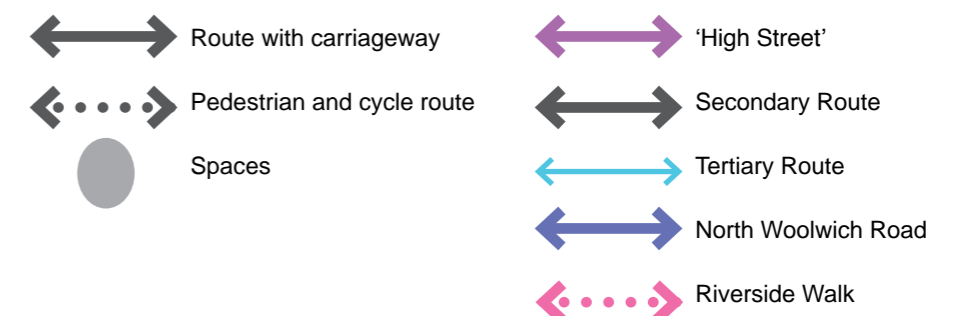 Route with carriageway
Pedestrian and cycle route
Spaces
‘High Street’
Secondary Route
Tertiary Route
North Woolwich Road
Riverside Walk